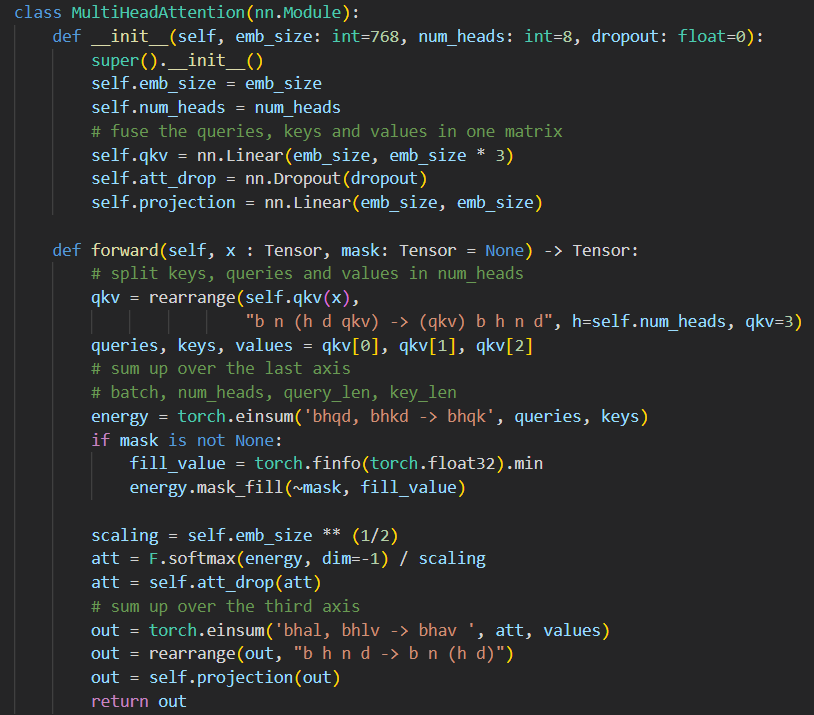 class MultiHeadAttention(nn.Module):
    def __init__(self, emb_size: int=768, num_heads: int=8, dropout: float=0):
        super().__init__()
        self.emb_size = emb_size
        self.num_heads = num_heads
        # fuse the queries, keys and values in one matrix
        self.qkv = nn.Linear(emb_size, emb_size * 3)
        self.att_drop = nn.Dropout(dropout)
        self.projection = nn.Linear(emb_size, emb_size)

    def forward(self, x : Tensor, mask: Tensor = None) -> Tensor:
        # split keys, queries and values in num_heads
        qkv = rearrange(self.qkv(x),
                        "b n (h d qkv) -> (qkv) b h n d", h=self.num_heads, qkv=3)
        queries, keys, values = qkv[0], qkv[1], qkv[2]
        # sum up over the last axis
        # batch, num_heads, query_len, key_len
        energy = torch.einsum('bhqd, bhkd -> bhqk', queries, keys)
        if mask is not None:
            fill_value = torch.finfo(torch.float32).min
            energy.mask_fill(~mask, fill_value)

        scaling = self.emb_size ** (1/2)
        att = F.softmax(energy, dim=-1) / scaling
        att = self.att_drop(att)
        # sum up over the third axis
        out = torch.einsum('bhal, bhlv -> bhav ', att, values)
        out = rearrange(out, "b h n d -> b n (h d)")
        out = self.projection(out)
        return out